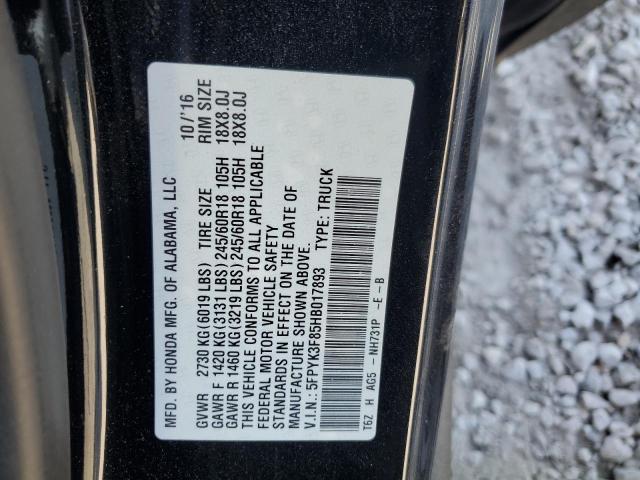 MFD. BY HONDA MFG. OF ALABAMA, LLC 10/'16
GVWR 2730 KG (6019 LBS) TIRE SIZE RIM SIZE
GAWR F 1420 KG (3131 LBS) 245/60R18 105H 18X8.0J
GAWR R 1460 KG (3219 LBS) 245/60R18 105H 18X8.0J
THIS VEHICLE CONFORMS TO ALL APPLICABLE
FEDERAL MOTOR VEHICLE SAFETY
STANDARDS IN EFFECT ON THE DATE OF
MANUFACTURE SHOWN ABOVE.
V.I.N.: 5FPYK3F85HB017893 TYPE: TRUCK
T6Z H AG5 - NH731P -E - B